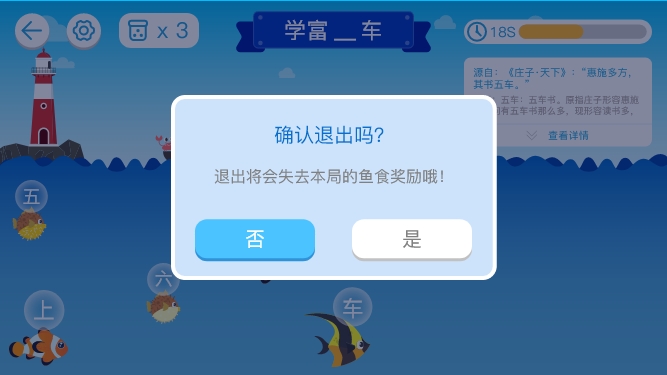 x 3
学富＿车
18S
源自：《庄子·天下》：“惠施多方，
其书五车。”
五车：五车书。原指庄子形容惠施
有五车书那么多，现形容读书多，
查看详情
确认退出吗?
退出将会失去本局的鱼食奖励哦!
否
是
五
六
上
车